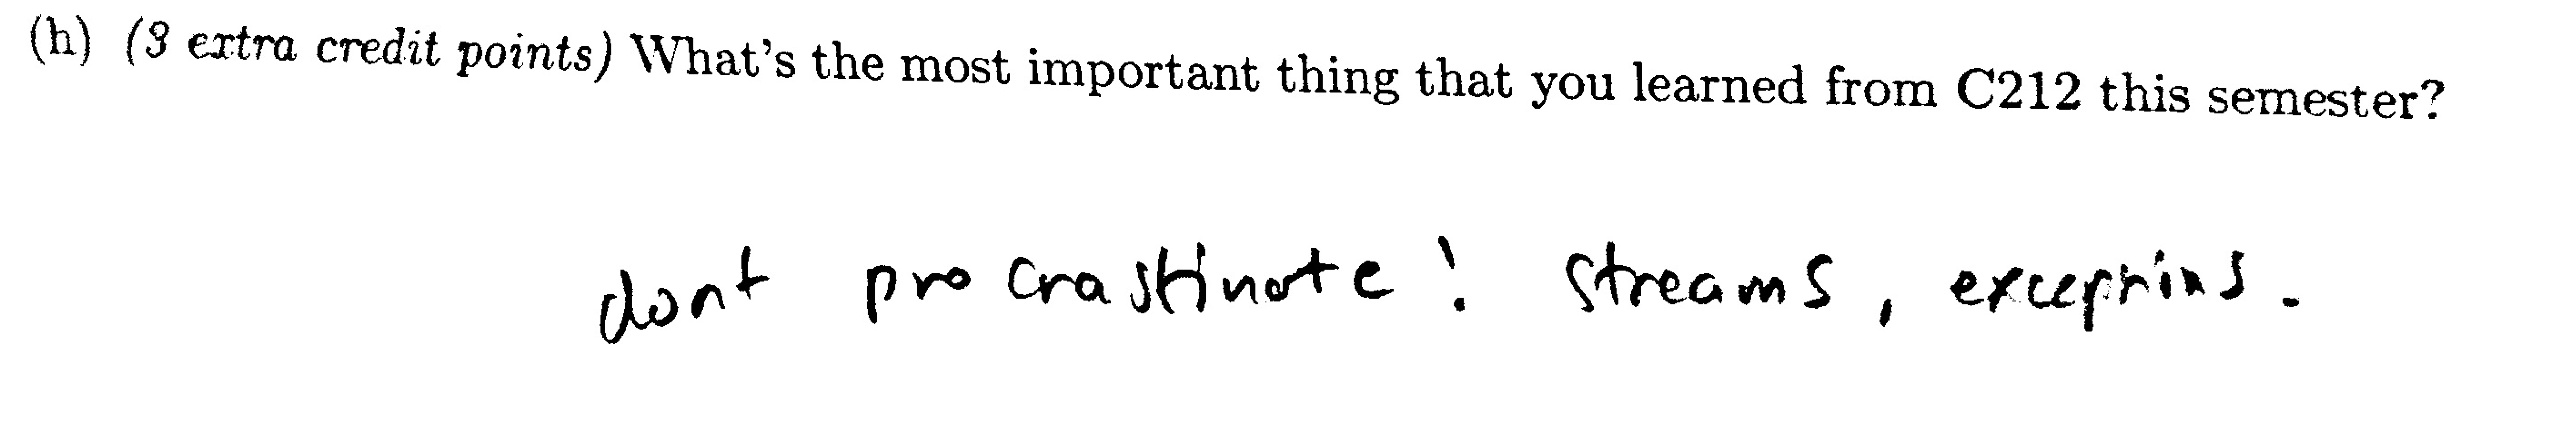 (h) (3 extra credit points) What's the most important thing that you learned from C212 this semester?
dont procrastinate! streams, exceptions.